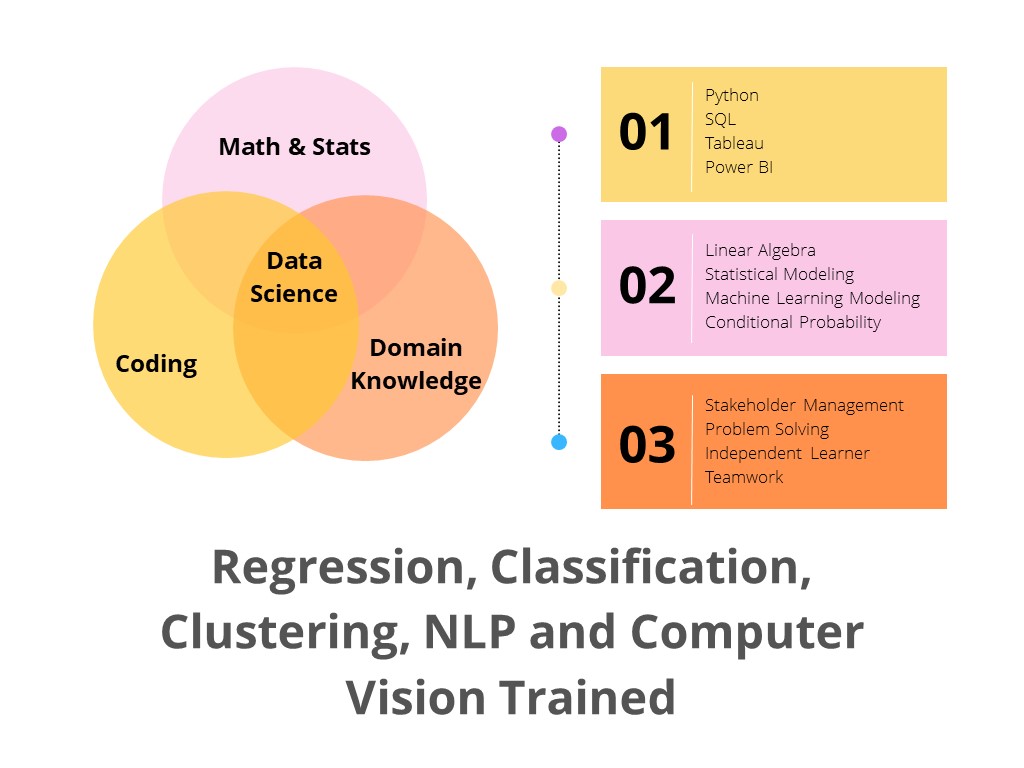 Math & Stats
Data
Science
Coding
Domain
Knowledge
01
Python
SQL
Tableau
Power BI
02
Linear Algebra
Statistical Modeling
Machine Learning Modeling
Conditional Probability
03
Stakeholder Management
Problem Solving
Independent Learner
Teamwork
Regression, Classification,
Clustering, NLP and Computer
Vision Trained